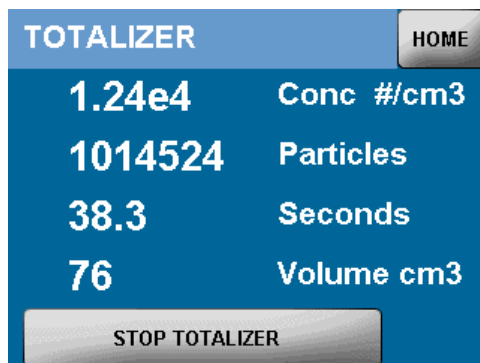 TOTALIZER HOME
1.24e4 Conc #/cm3
1014524 Particles
38.3 Seconds
76 Volume cm3
STOP TOTALIZER